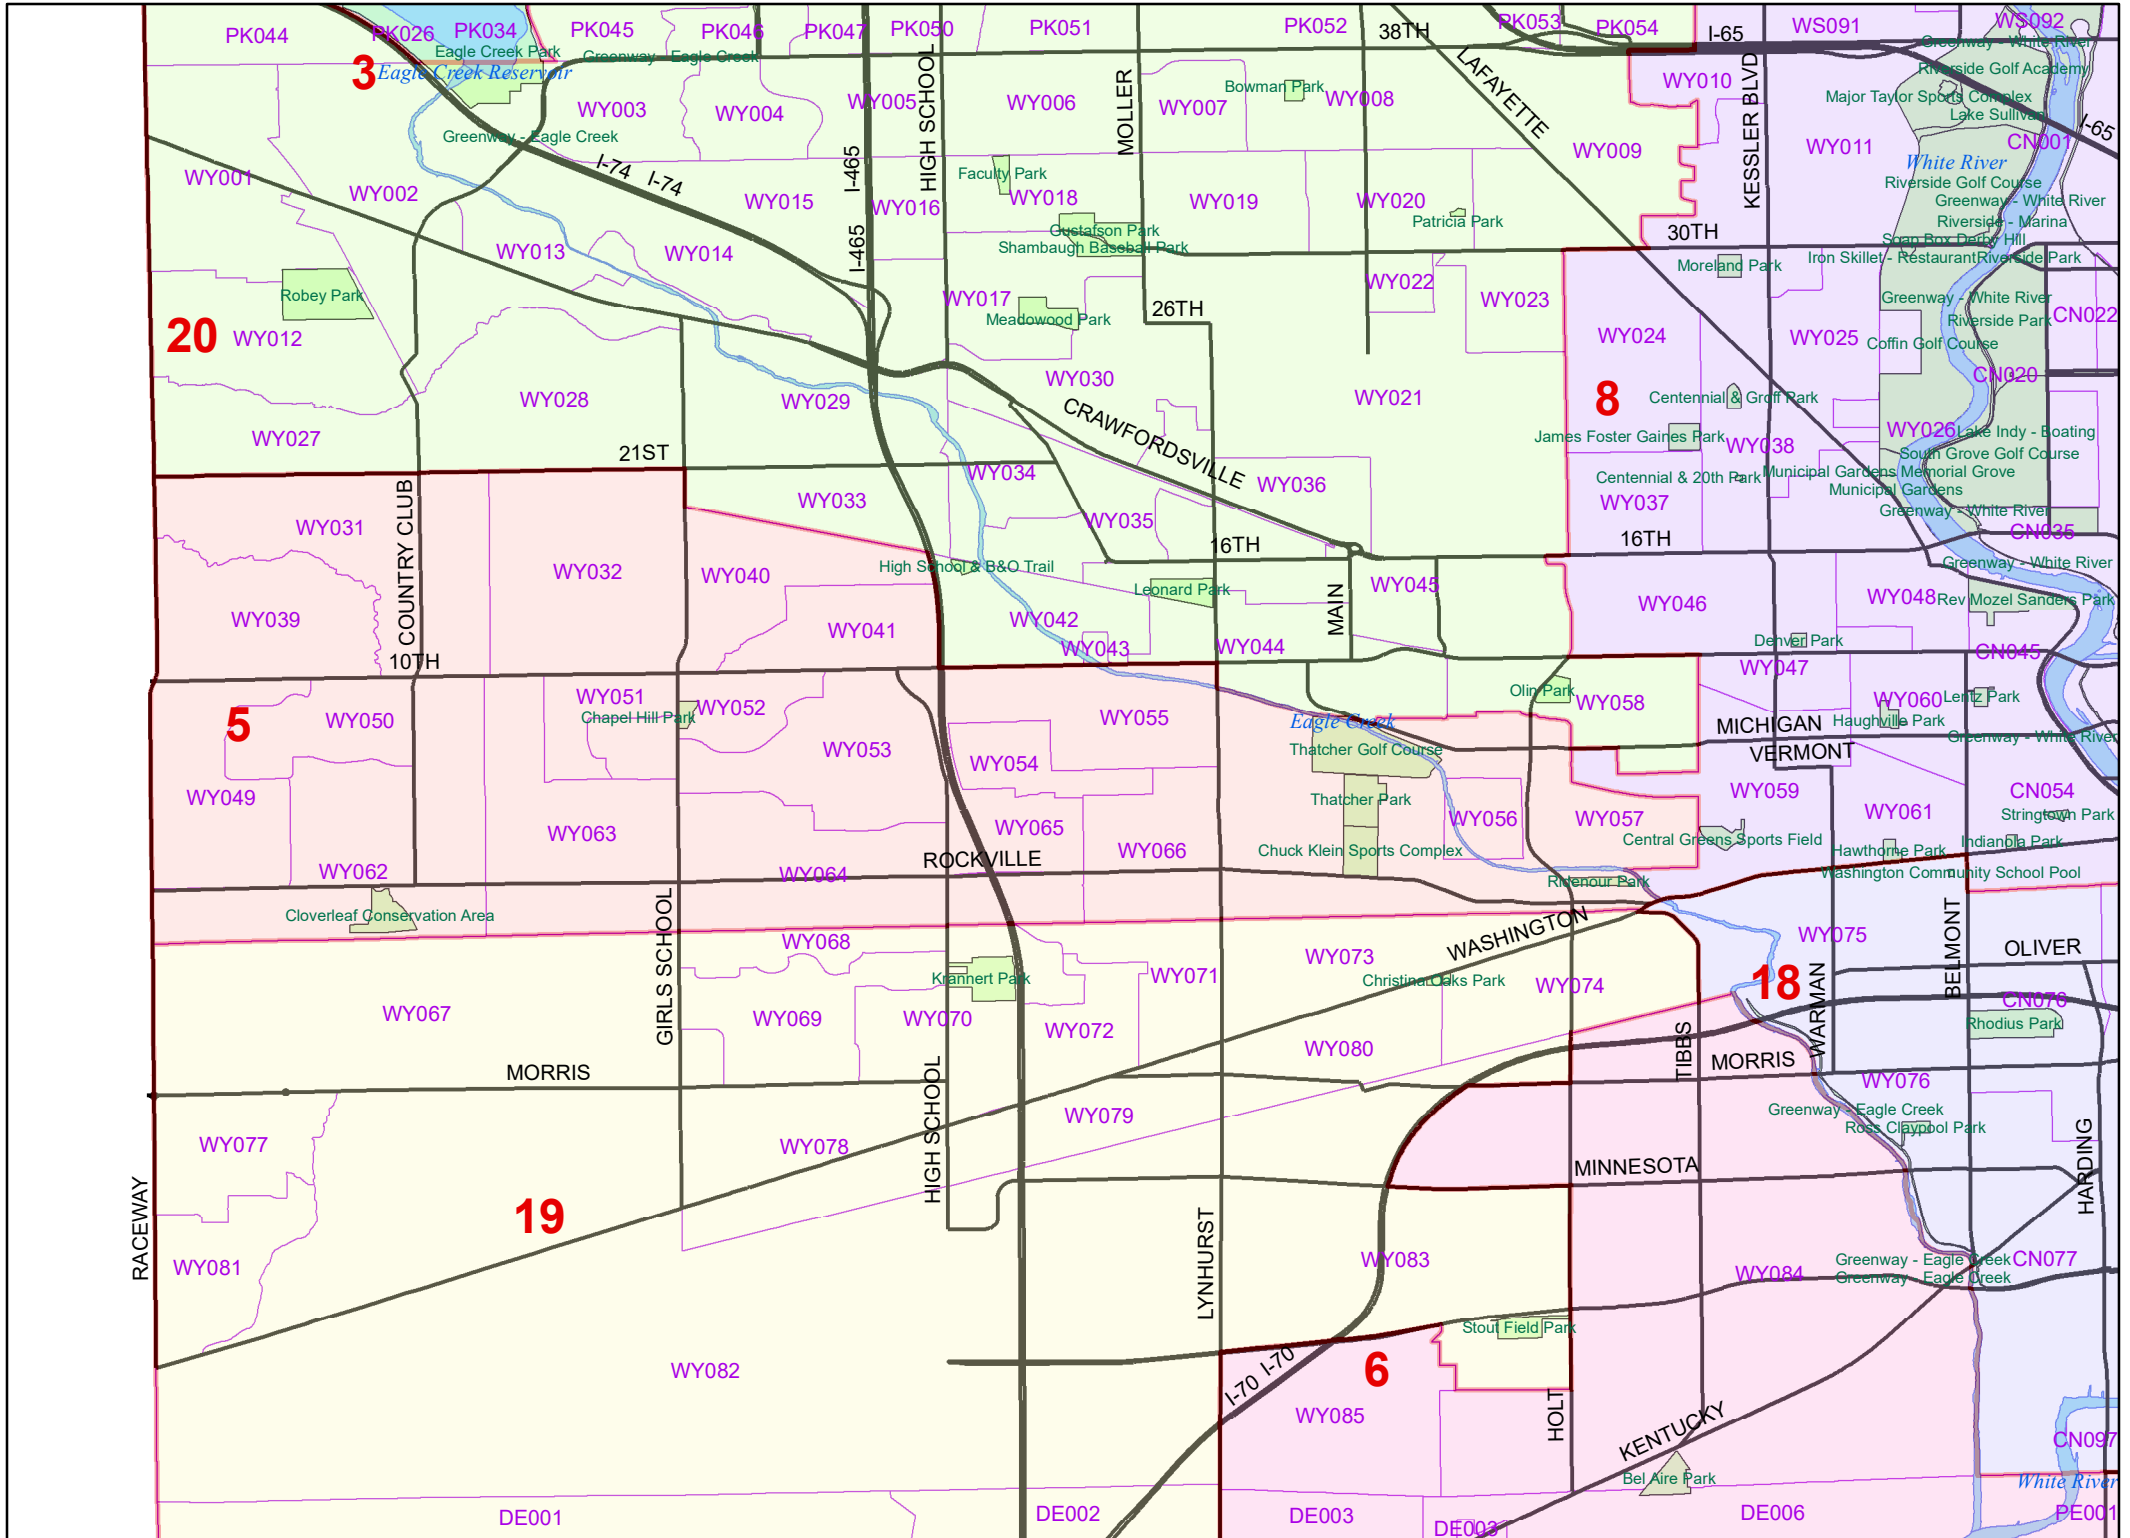 PK044
PK026
PK034
PK045
PK046
PK047
PK050
PK051
PK052
38TH
PK053
PK054
I-65
WS091
WS092
Eagle Creek Park
Greenway - Eagle Creek
Greenway - White River
3
Eagle Creek Reservoir
LAFAYETTE
KESSLER BLVD
WY010
Riverside Golf Academy
HIGH SCHOOL
MOLLER
Bowman Park
WY003
WY004
WY005
WY006
WY007
WY008
Major Taylor Sports Complex
Lake Sullivan
I-65
Greenway - Eagle Creek
WY009
WY011
CN001
White River
I-74
I-74
I-465
Faculty Park
WY001
WY002
WY015
WY016
WY018
WY019
WY020
Riverside Golf Course
Greenway - White River
Patricia Park
Riverside - Marina
Gustafson Park
30TH
Soap Box Derby Hill
Shambaugh Baseball Park
I-465
WY013
WY014
Iron Skillet - Restaurant
Riverside Park
Moreland Park
Robey Park
WY022
WY023
WY017
Greenway - White River
26TH
Meadowood Park
Riverside Park
CN022
20
WY012
WY024
WY025
Coffin Golf Course
WY030
CN020
WY028
WY029
WY021
8
Centennial & Groff Park
CRAWFORDSVILLE
WY027
James Foster Gaines Park
WY038
WY026
Lake Indy - Boating
21ST
South Grove Golf Course
WY034
WY036
Centennial & 20th Park
Municipal Gardens Memorial Grove
Municipal Gardens
WY033
WY037
Greenway - White River
WY031
COUNTRY CLUB
WY035
CN035
16TH
16TH
WY032
WY040
High School & B&O Trail
Greenway - White River
Leonard Park
WY045
WY039
WY041
WY042
MAIN
WY046
WY048
Rev Mozel Sanders Park
Denver Park
WY043
WY044
CN045
10TH
WY047
WY051
Olin Park
WY060
Lentz Park
5
WY050
Chapel Hill Park
WY052
WY055
WY058
Eagle Creek
MICHIGAN
Haughville Park
Greenway - White River
WY053
WY054
Thatcher Golf Course
VERMONT
WY049
Thatcher Park
WY059
CN054
WY063
WY065
WY056
WY057
WY061
Stringtown Park
Central Greens Sports Field
Indianola Park
ROCKVILLE
WY066
Chuck Klein Sports Complex
Hawthorne Park
WY062
WY064
Ridenour Park
Washington Community School Pool
Cloverleaf Conservation Area
WASHINGTON
GIRLS SCHOOL
WY068
WY073
WY075
BELMONT
OLIVER
Krannert Park
WY071
Christina Oaks Park
WY074
18
WARMAN
CN076
WY067
WY069
WY070
WY072
Rhodius Park
TIBBS
WY080
MORRIS
MORRIS
WY076
WY079
Greenway - Eagle Creek
Ross Claypool Park
WY077
WY078
HIGH SCHOOL
MINNESOTA
HARDING
19
RACEWAY
LYNHURST
WY081
WY083
WY084
Greenway - Eagle Creek
Greenway - Eagle Creek
CN077
Stout Field Park
WY082
6
I-70
I-70
WY085
HOLT
KENTUCKY
CN097
Bel Aire Park
White River
DE001
DE002
DE003
DE003
DE006
PE001